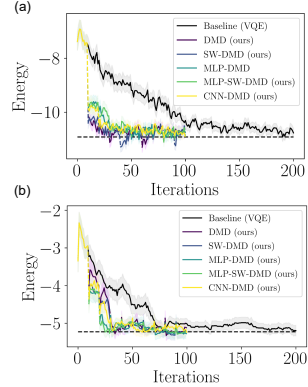 (a)
Baseline (VQE)
DMD (ours)
SW-DMD (ours)
MLP-DMD
MLP-SW-DMD (ours)
CNN-DMD (ours)
Energy
−8
−10
0 50 100 150 200
Iterations
(b)
−2
Baseline (VQE)
DMD (ours)
SW-DMD (ours)
MLP-DMD (ours)
MLP-SW-DMD (ours)
CNN-DMD (ours)
Energy
−3
−4
−5
0 50 100 150 200
Iterations